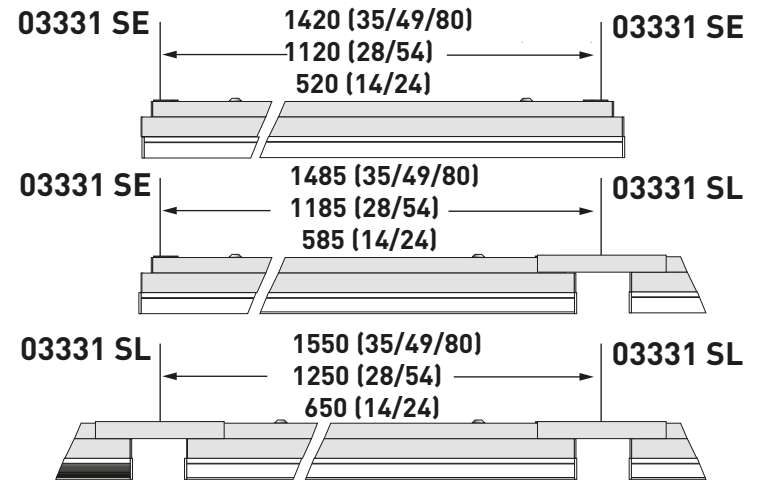 03331 SE 1420 (35/49/80) 03331 SE
1120 (28/54)
520 (14/24)
03331 SE 1485 (35/49/80) 03331 SL
1185 (28/54)
585 (14/24)
03331 SL 1550 (35/49/80) 03331 SL
1250 (28/54)
650 (14/24)